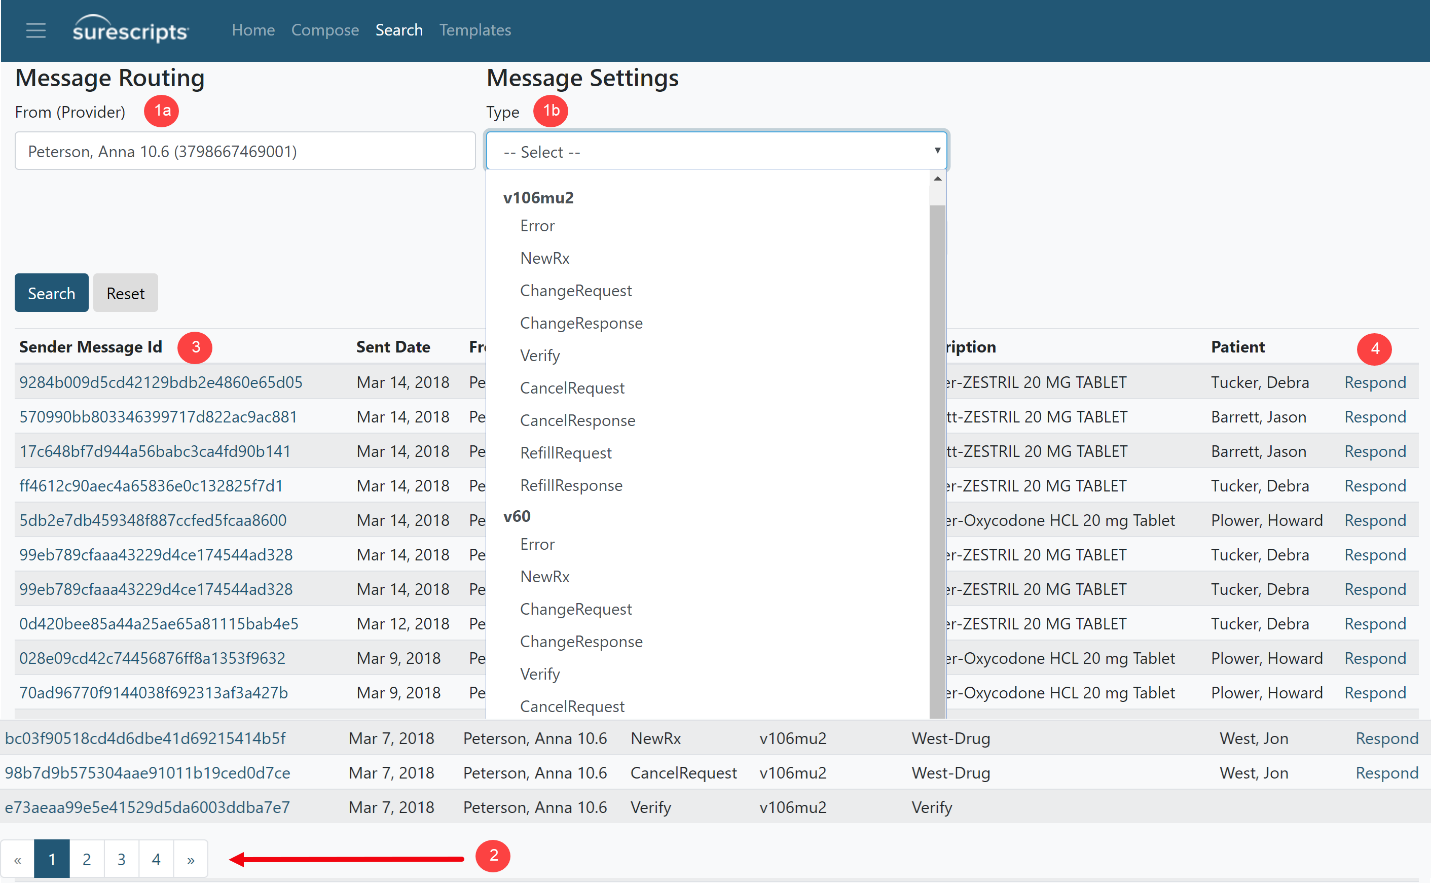 surescripts Home Compose Search Templates
Message Routing Message Settings
From (Provider) 1a Type 1b
Peterson, Anna 10.6 (3798667469001) -- Select --
v106mu2
Error
NewRx
Search Reset
ChangeRequest
ChangeResponse
Sender Message Id 3 Sent Date Fr ription Patient 4
Verify
9284b009d5cd42129bdb2e4860e65d05 Mar 14, 2018 Pe CancelRequest er-ZESTRIL 20 MG TABLET Tucker, Debra Respond
570990bb803346399717d822ac9ac881 Mar 14, 2018 Pe CancelResponse tt-ZESTRIL 20 MG TABLET Barrett, Jason Respond
17c648bf7d944a56babc3ca4fd90b141 Mar 14, 2018 Pe RefillRequest tt-ZESTRIL 20 MG TABLET Barrett, Jason Respond
ff4612c90aec4a65836e0c132825f7d1 Mar 14, 2018 Pe RefillResponse er-ZESTRIL 20 MG TABLET Tucker, Debra Respond
5db2e7db459348f887ccfed5fcaa8600 Mar 14, 2018 Pe v60 er-Oxycodone HCL 20 mg Tablet Plower, Howard Respond
99eb789cfaaa43229d4ce174544ad328 Mar 14, 2018 Pe Error er-ZESTRIL 20 MG TABLET Tucker, Debra Respond
99eb789cfaaa43229d4ce174544ad328 Mar 14, 2018 Pe NewRx er-ZESTRIL 20 MG TABLET Tucker, Debra Respond
0d420bee85a44a25ae65a81115bab4e5 Mar 12, 2018 Pe ChangeRequest er-ZESTRIL 20 MG TABLET Tucker, Debra Respond
028e09cd42c74456876ff8a1353f9632 Mar 9, 2018 Pe ChangeResponse er-Oxycodone HCL 20 mg Tablet Plower, Howard Respond
70ad96770f9144038f692313af3a427b Mar 9, 2018 Pe Verify er-Oxycodone HCL 20 mg Tablet Plower, Howard Respond
CancelRequest
bc03f90518cd4d6dbe41d69215414b5f Mar 7, 2018 Peterson, Anna 10.6 NewRx v106mu2 West-Drug West, Jon Respond
98b7d9b575304aae91011b19ced0d7ce Mar 7, 2018 Peterson, Anna 10.6 CancelRequest v106mu2 West-Drug West, Jon Respond
e73aeaa99e5e41529d5da6003ddba7e7 Mar 7, 2018 Peterson, Anna 10.6 Verify v106mu2 Verify
« 1 2 3 4 » 2